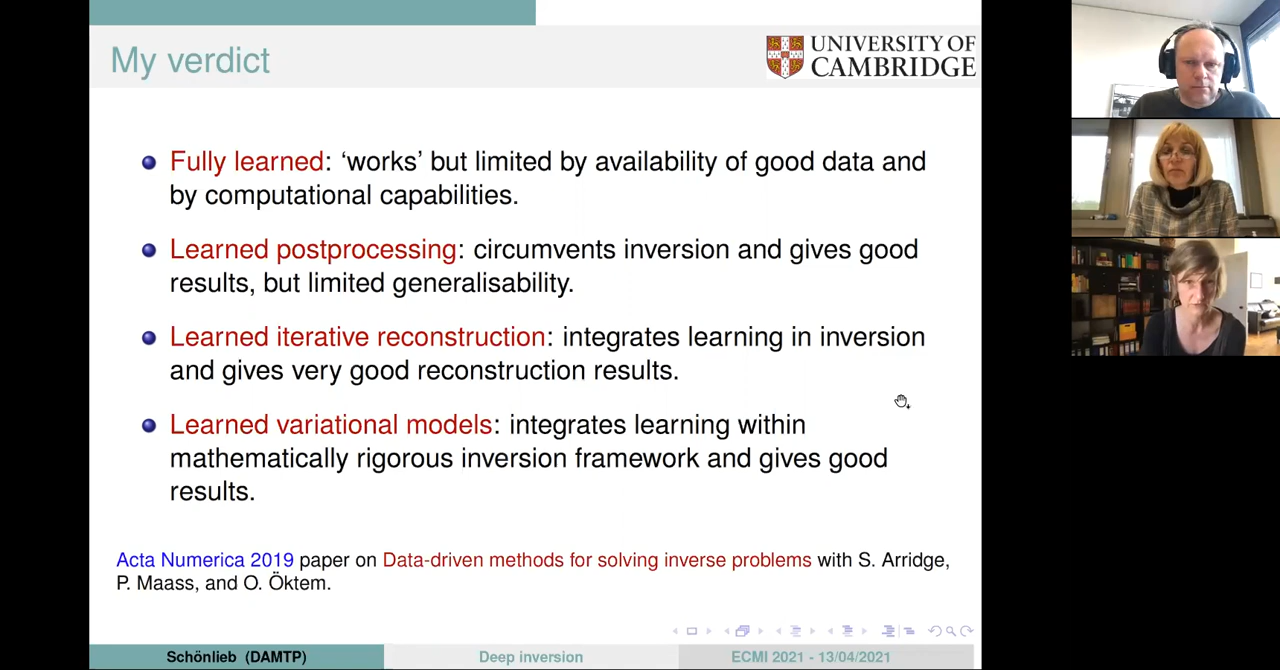 My verdict
UNIVERSITY OF
CAMBRIDGE
Fully learned: ‘works’ but limited by availability of good data and
by computational capabilities.
Learned postprocessing: circumvents inversion and gives good
results, but limited generalisability.
Learned iterative reconstruction: integrates learning in inversion
and gives very good reconstruction results.
Learned variational models: integrates learning within
mathematically rigorous inversion framework and gives good
results.
Acta Numerica 2019 paper on Data-driven methods for solving inverse problems with S. Arridge,
P. Maass, and O. Öktem.
Schönlieb (DAMTP)
Deep inversion
ECMI 2021 - 13/04/2021